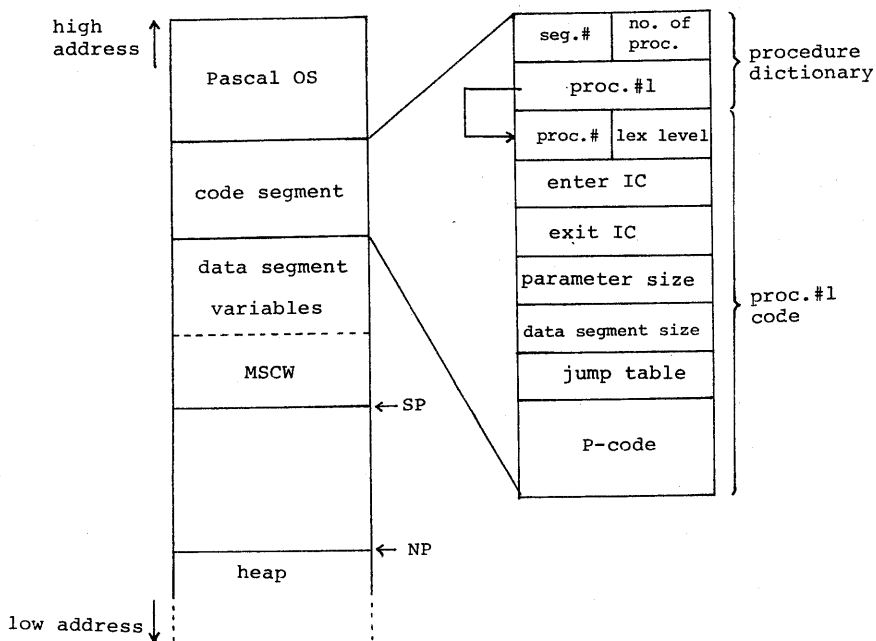 high
address
Pascal OS
code segment
data segment
variables
MSCW
SP
NP
heap
low address
seg.#
no. of
proc.
proc.#1
proc.#
lex level
enter IC
exit IC
parameter size
data segment size
jump table
P-code
procedure
dictionary
proc.#1
code